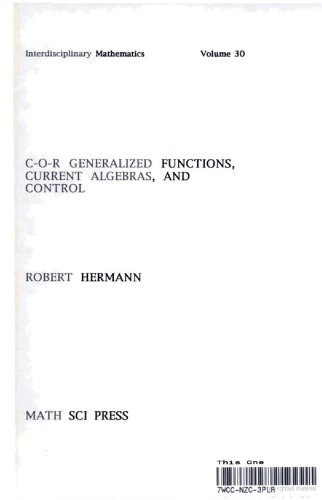 Interdisciplinary Mathematics Volume 30
C-O-R GENERALIZED FUNCTIONS,
CURRENT ALGEBRAS, AND
CONTROL
ROBERT HERMANN
MATH SCI PRESS
This One
7WCC-NZC-3PLR